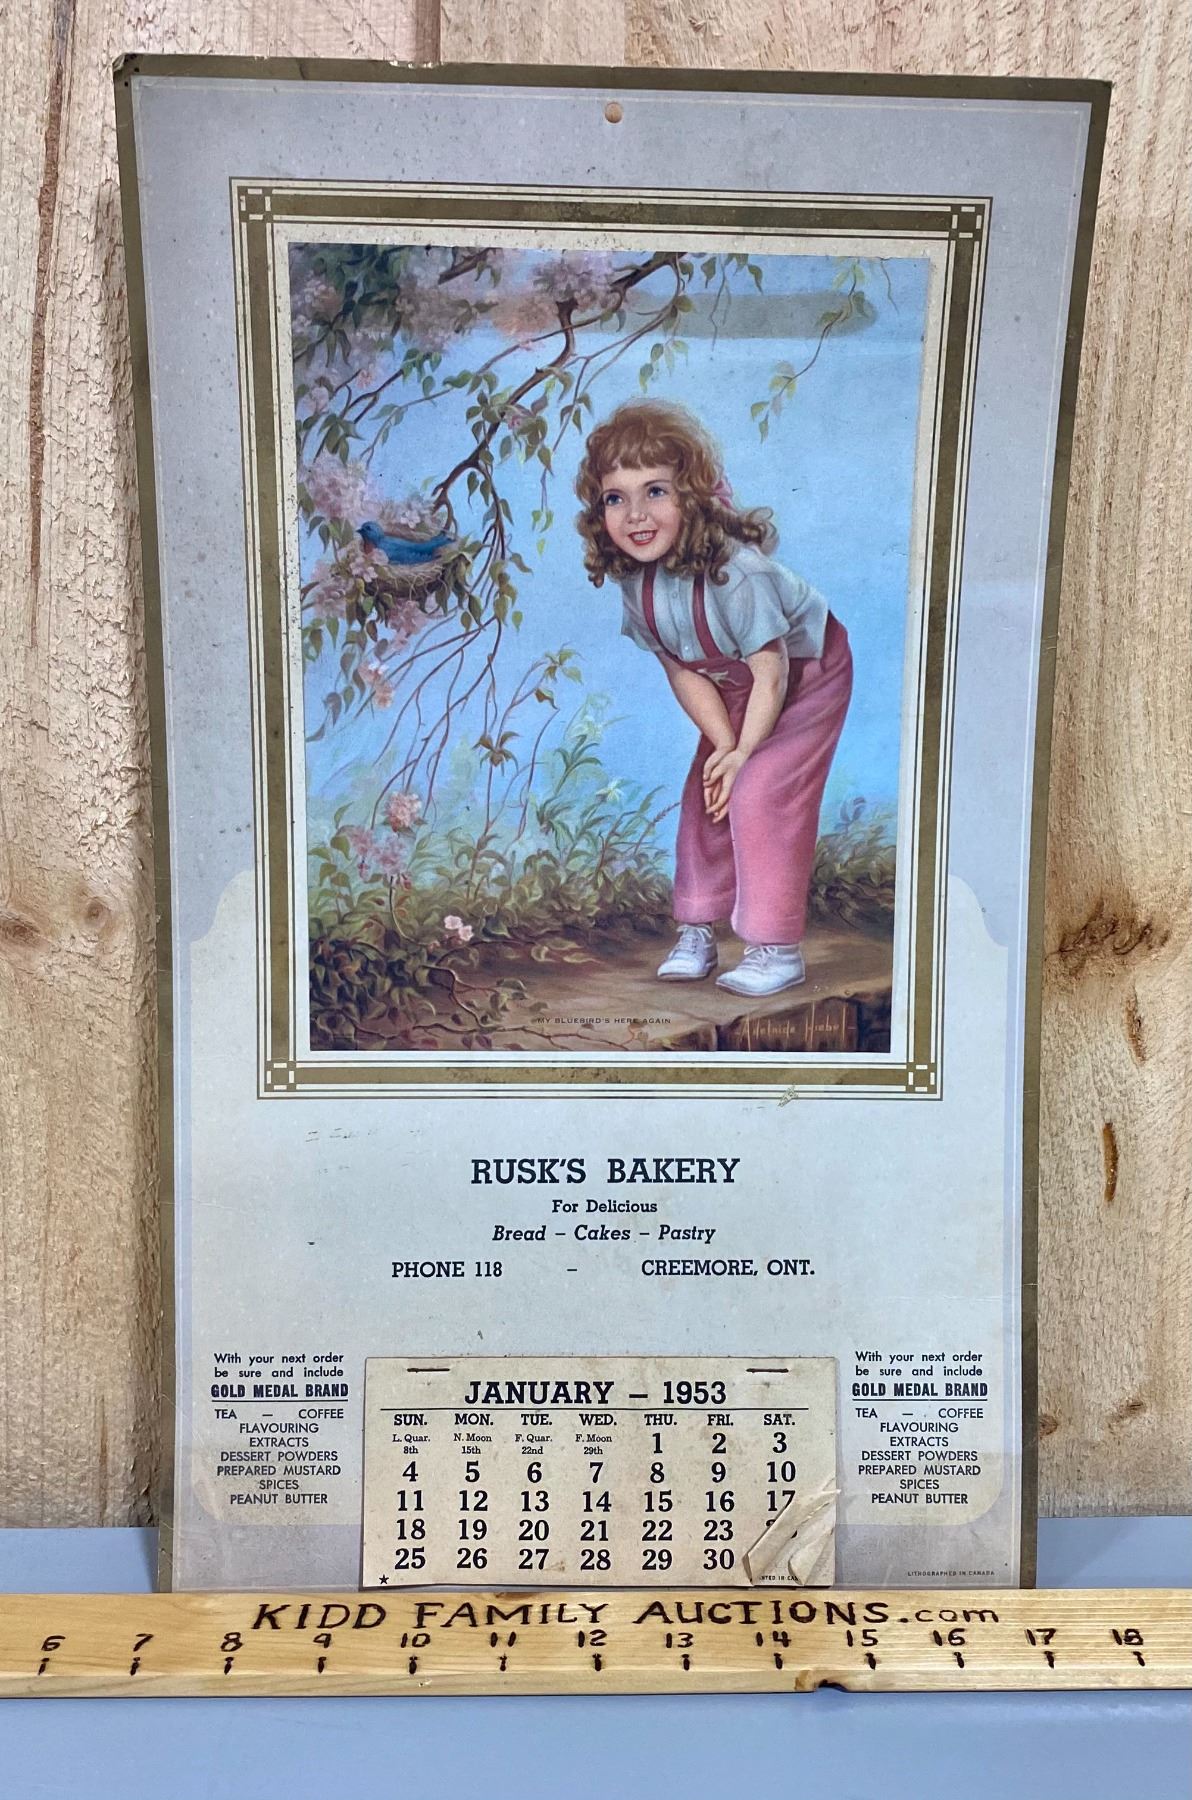 MY BLUEBIRD'S HERE AGAIN
Adelaide Hiebel
RUSK'S BAKERY
For Delicious
Bread – Cakes – Pastry
PHONE 118 – CREEMORE, ONT.
With your next order
be sure and include
GOLD MEDAL BRAND
TEA — COFFEE
FLAVOURING
EXTRACTS
DESSERT POWDERS
PREPARED MUSTARD
SPICES
PEANUT BUTTER
JANUARY – 1953
SUN. MON. TUE. WED. THU. FRI. SAT.
L. Quar. 8th N. Moon 15th F. Quar. 22nd F. Moon 29th 1 2 3
4 5 6 7 8 9 10
11 12 13 14 15 16 17
18 19 20 21 22 23
25 26 27 28 29 30
With your next order
be sure and include
GOLD MEDAL BRAND
TEA — COFFEE
FLAVOURING
EXTRACTS
DESSERT POWDERS
PREPARED MUSTARD
SPICES
PEANUT BUTTER
LITHOGRAPHED IN CANADA
KIDD FAMILY AUCTIONS.com
6 7 8 9 10 11 12 13 14 15 16 17 18